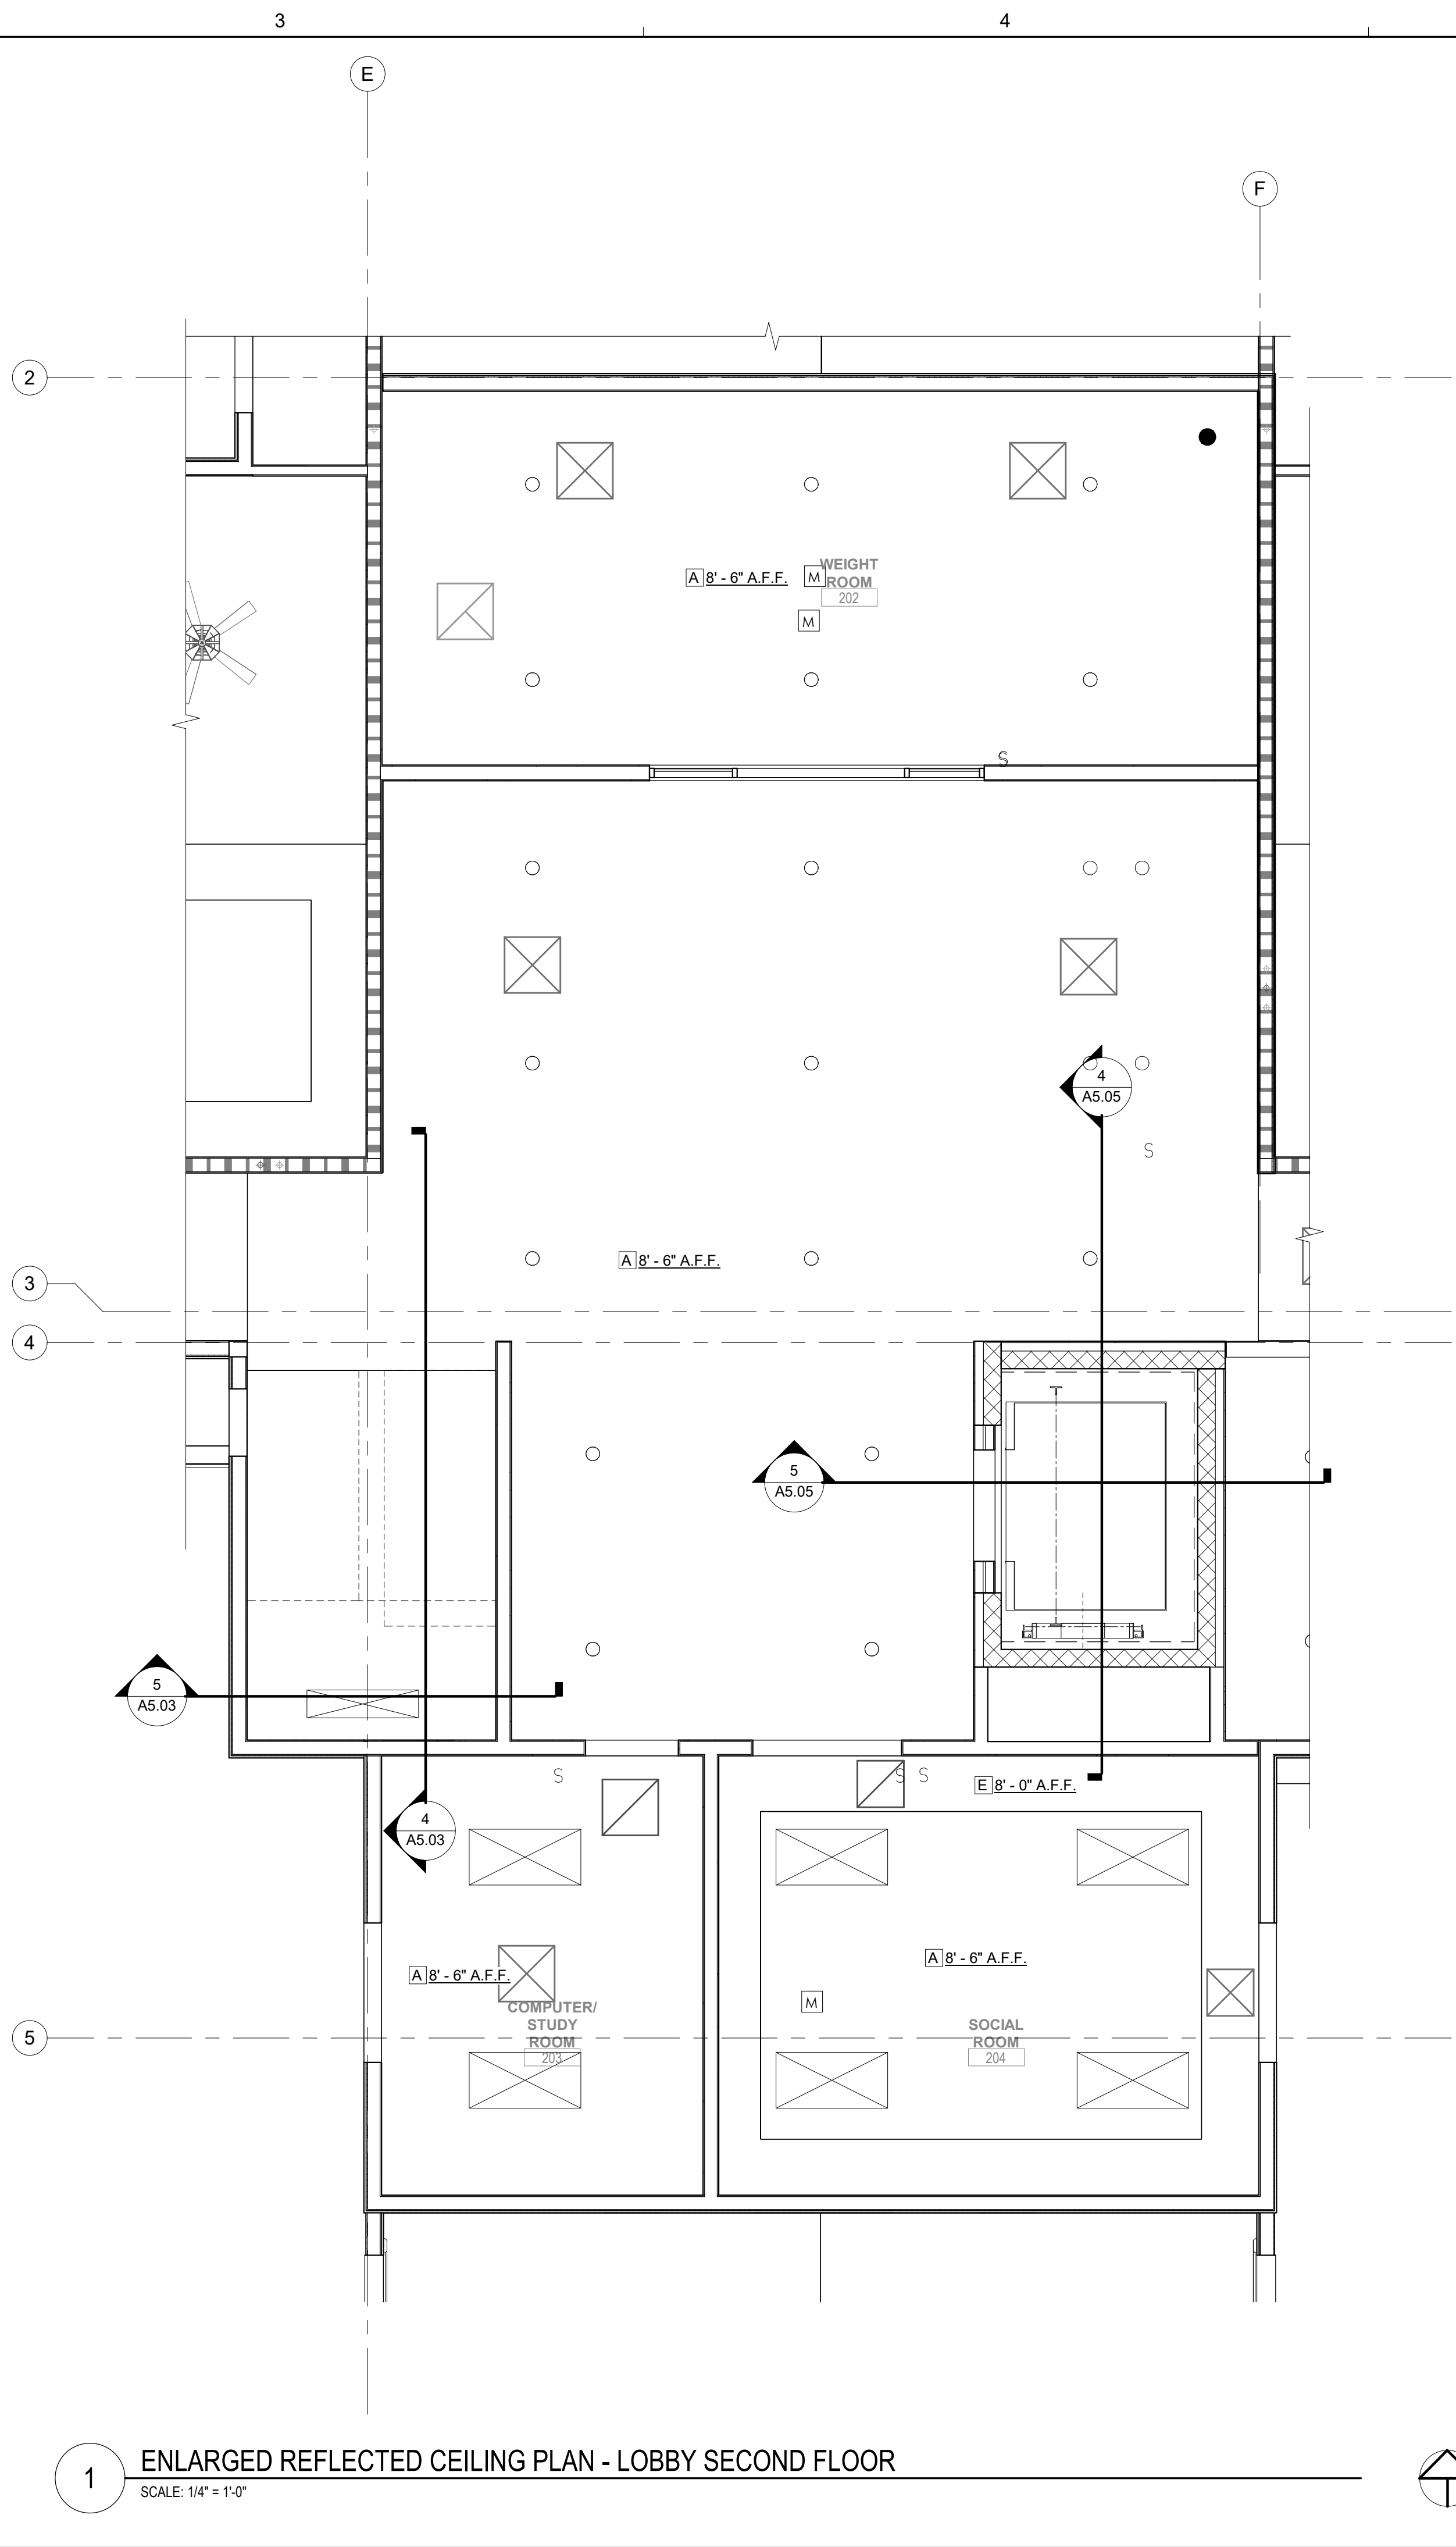 3
4
E
F
2
WEIGHT
ROOM
202
A 8' - 6" A.F.F.
M
M
S
4
A5.05
S
A 8' - 6" A.F.F.
3
4
5
A5.05
5
A5.03
S
S
S
E 8' - 0" A.F.F.
4
A5.03
A 8' - 6" A.F.F.
A 8' - 6" A.F.F.
M
COMPUTER/
STUDY
ROOM
203
SOCIAL
ROOM
204
5
1
ENLARGED REFLECTED CEILING PLAN - LOBBY SECOND FLOOR
SCALE: 1/4" = 1'-0"